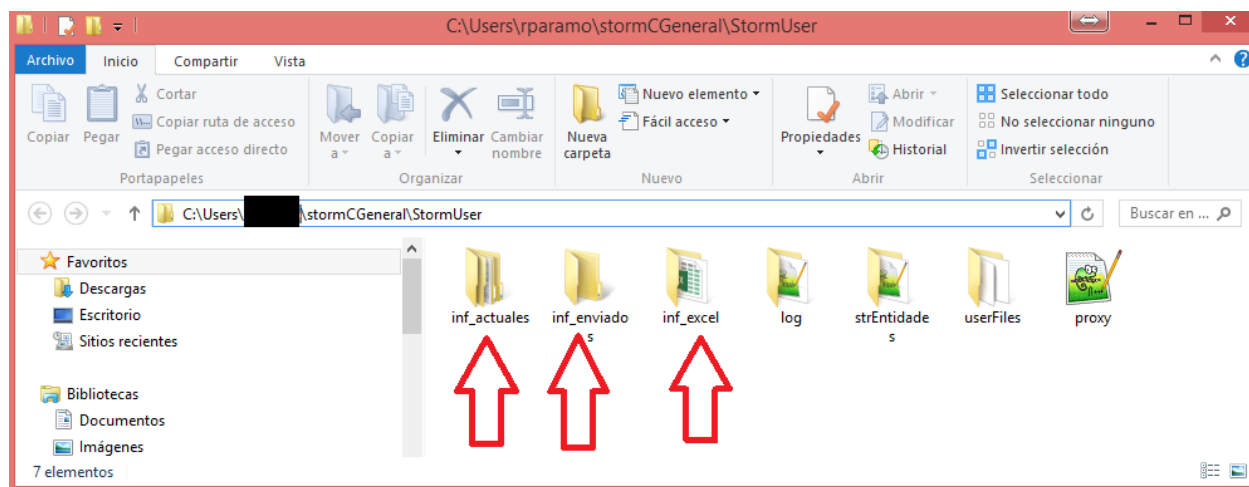 C:\Users\rparamo\stormCGeneral\StormUser
Archivo Inicio Compartir Vista
Copiar
Pegar
Cortar
Copiar ruta de acceso
Pegar acceso directo
Portapapeles
Mover a
Copiar a
Eliminar
Cambiar nombre
Organizar
Nueva carpeta
Nuevo elemento
Fácil acceso
Nuevo
Propiedades
Abrir
Modificar
Historial
Abrir
Seleccionar todo
No seleccionar ninguno
Invertir selección
Seleccionar
C:\Users\ \stormCGeneral\StormUser
Buscar en ...
Favoritos
Descargas
Escritorio
Sitios recientes
Bibliotecas
Documentos
Imágenes
inf_actuales
inf_enviado
s
inf_excel
log
strEntidade
s
userFiles
proxy
7 elementos